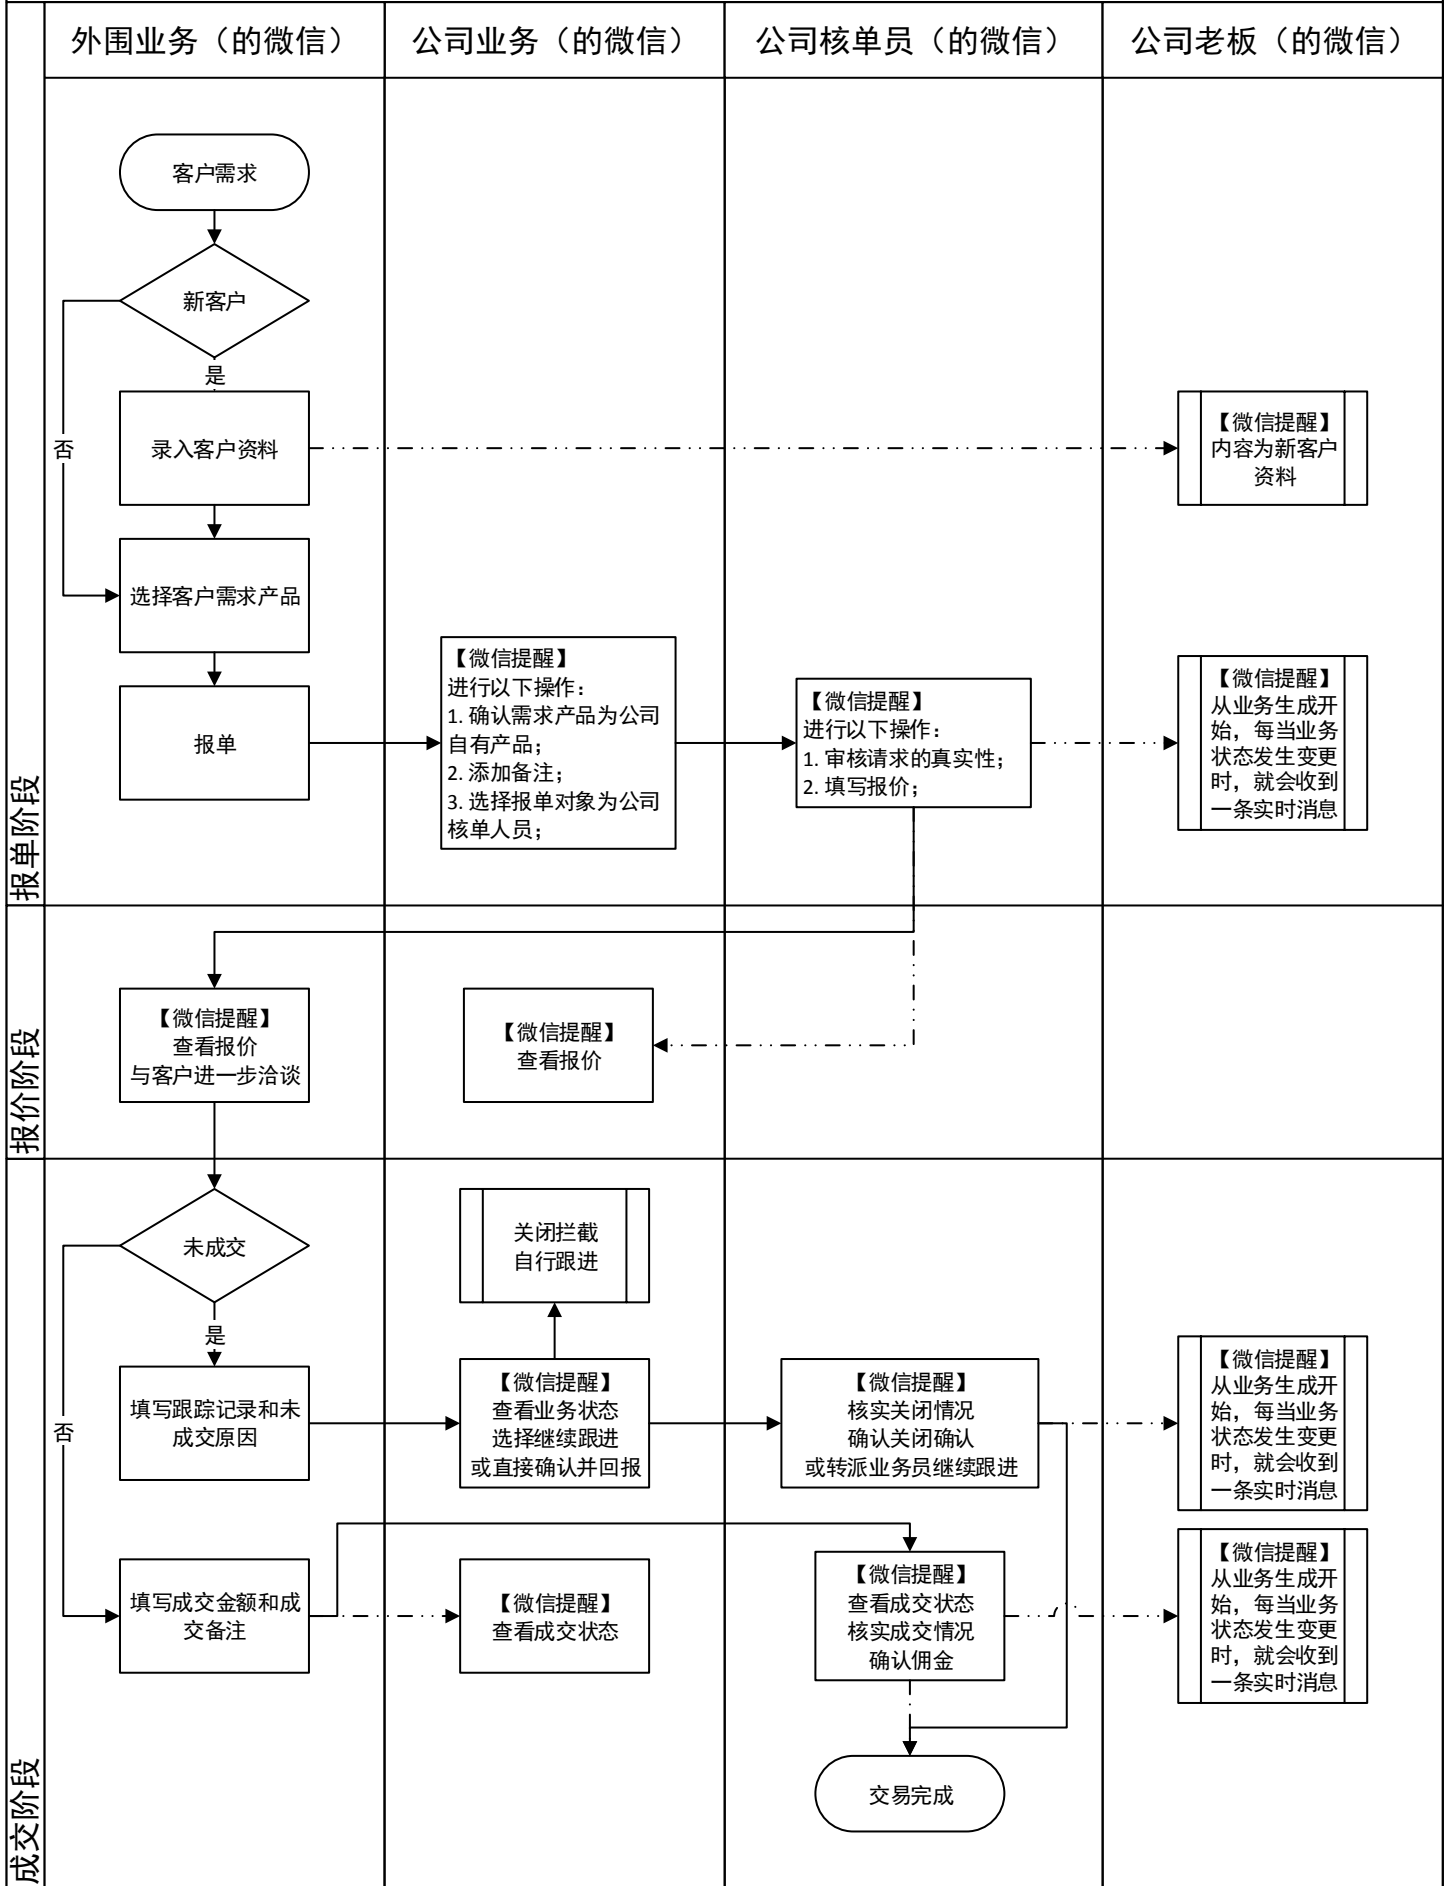 外围业务（的微信）
公司业务（的微信）
公司核单员（的微信）
公司老板（的微信）
报单阶段
客户需求
新客户
是
否
录入客户资料
【微信提醒】
内容为新客户
资料
选择客户需求产品
报单
【微信提醒】
进行以下操作：
1. 确认需求产品为公司
自有产品；
2. 添加备注；
3. 选择报单对象为公司
核单人员；
【微信提醒】
进行以下操作：
1. 审核请求的真实性；
2. 填写报价；
【微信提醒】
从业务生成开
始，每当业务
状态发生变更
时，就会收到
一条实时消息
报价阶段
【微信提醒】
查看报价
与客户进一步洽谈
【微信提醒】
查看报价
成交阶段
未成交
是
否
关闭拦截
自行跟进
填写跟踪记录和未
成交原因
【微信提醒】
查看业务状态
选择继续跟进
或直接确认并回报
【微信提醒】
核实关闭情况
确认关闭确认
或转派业务员继续跟进
【微信提醒】
从业务生成开
始，每当业务
状态发生变更
时，就会收到
一条实时消息
填写成交金额和成
交备注
【微信提醒】
查看成交状态
【微信提醒】
查看成交状态
核实成交情况
确认佣金
【微信提醒】
从业务生成开
始，每当业务
状态发生变更
时，就会收到
一条实时消息
交易完成